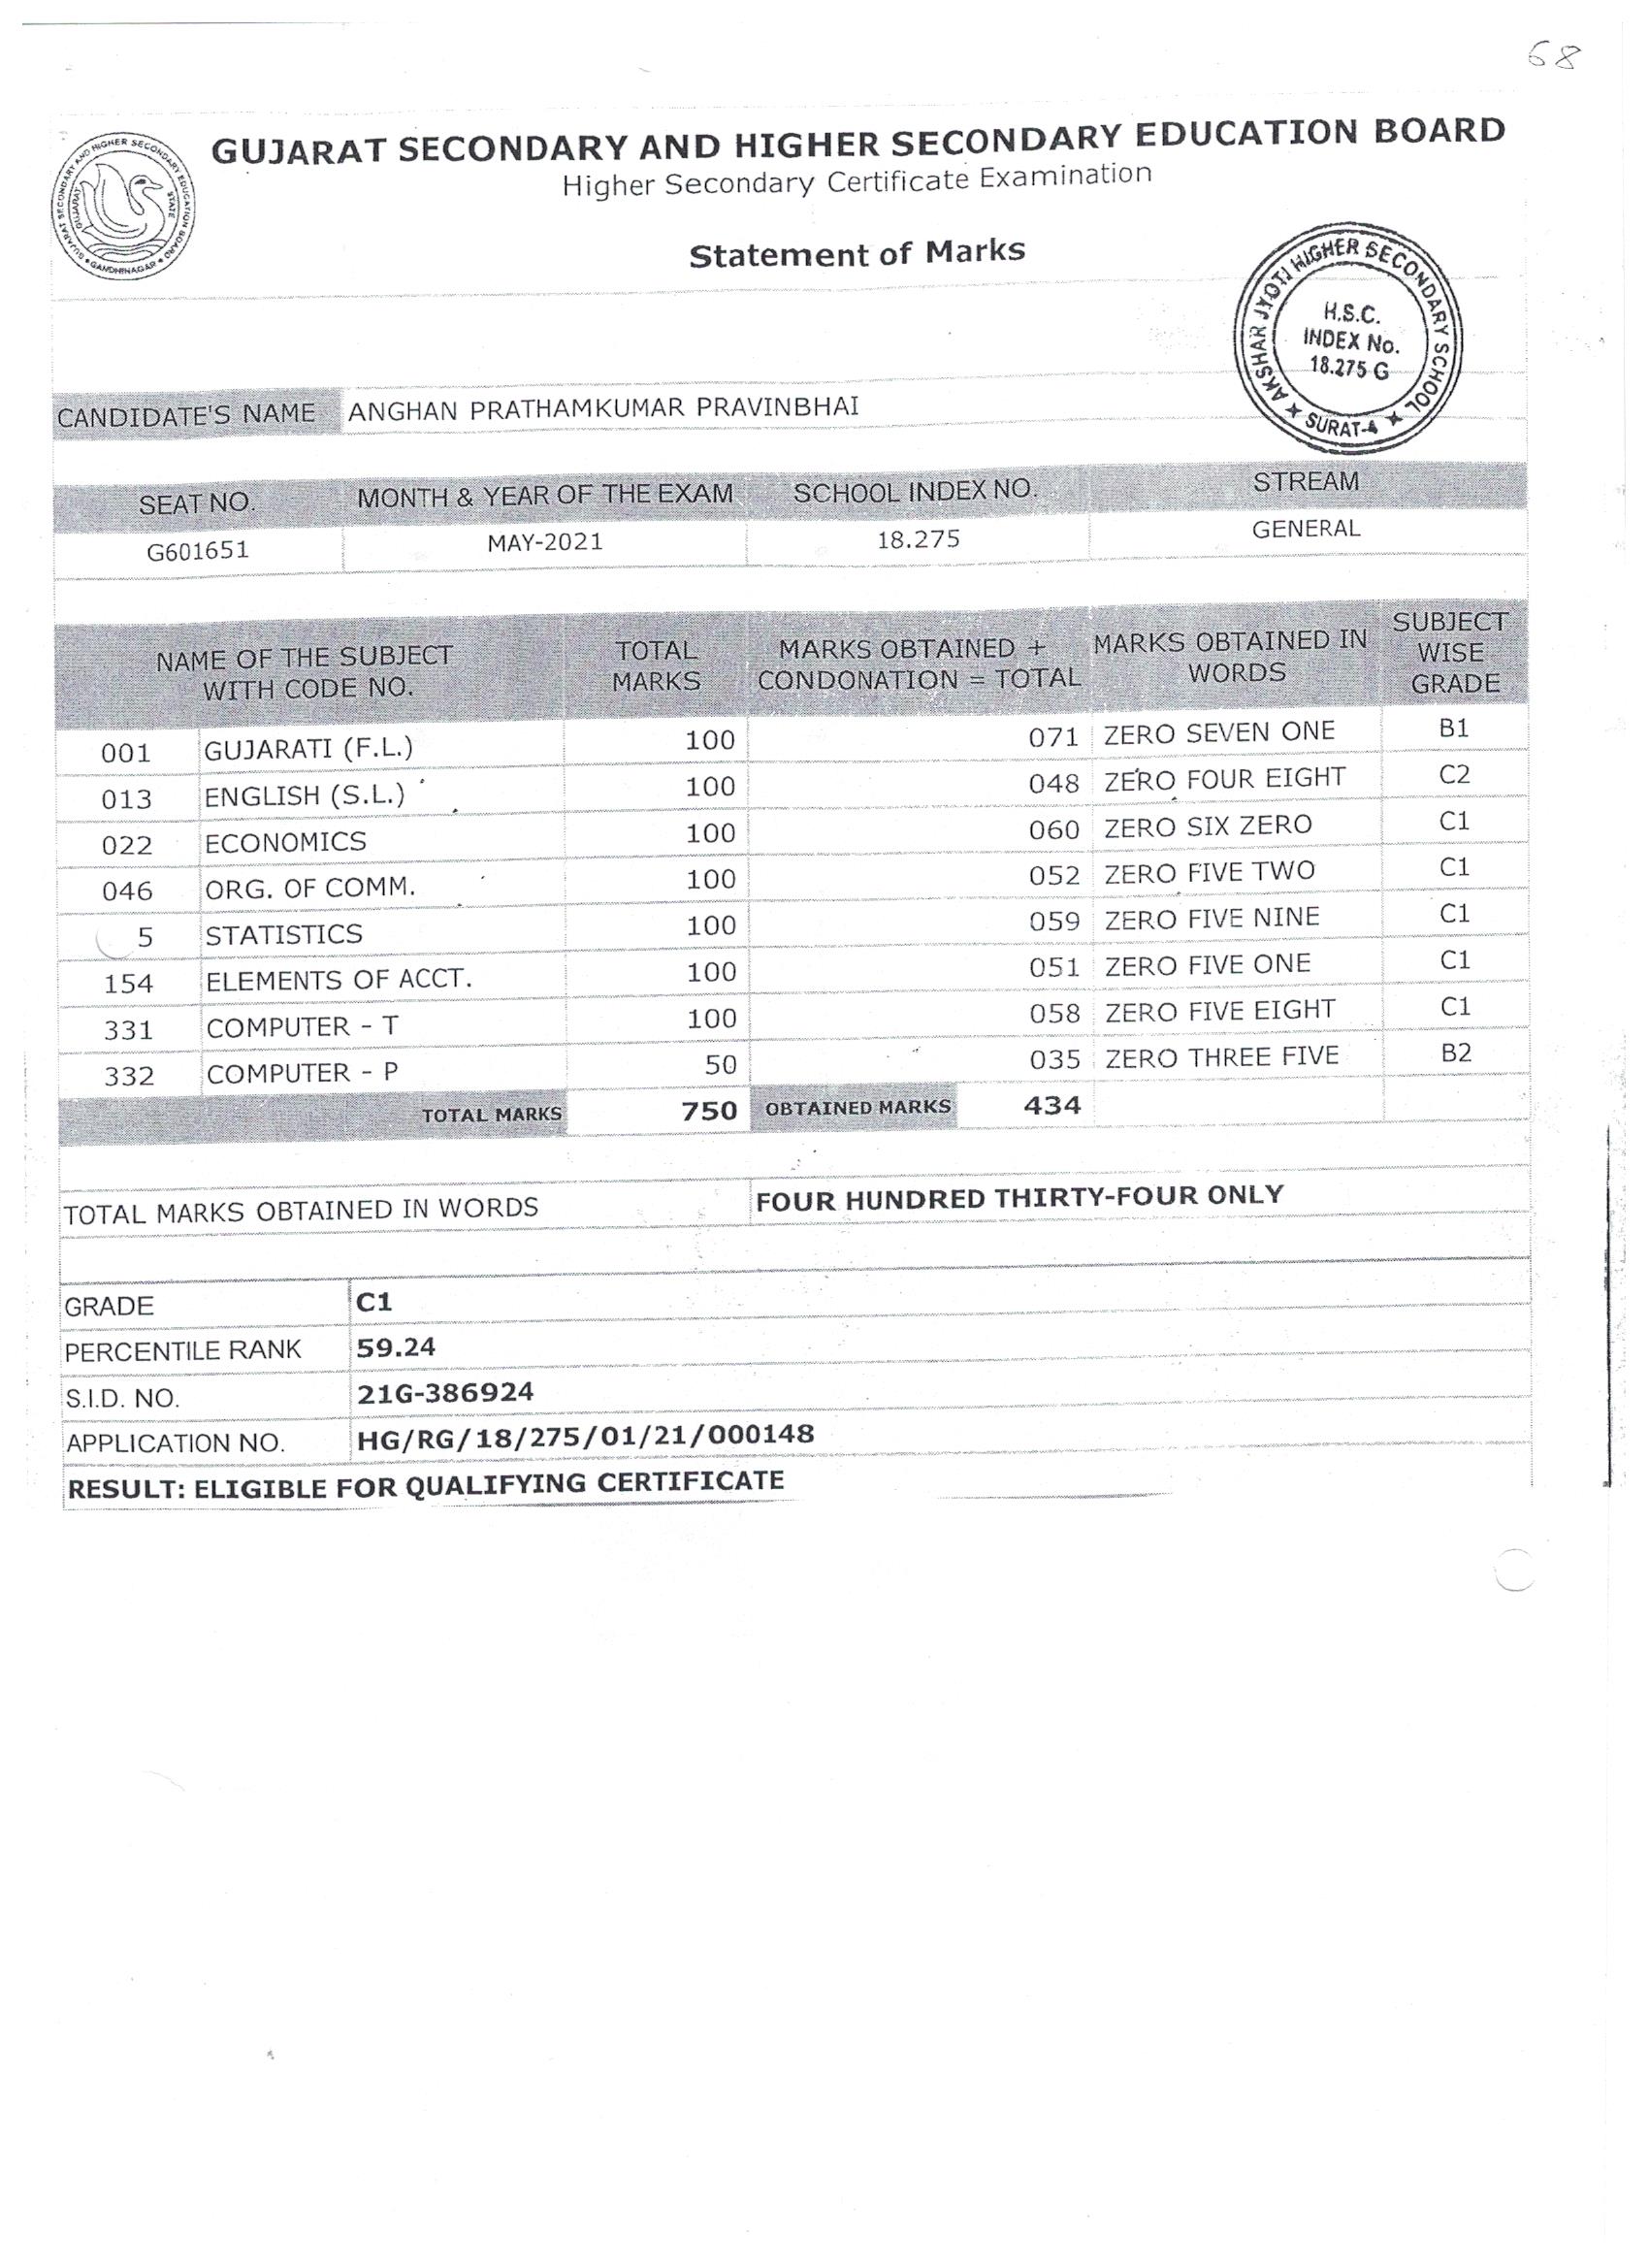 68
GUJARAT SECONDARY AND HIGHER SECONDARY EDUCATION BOARD
Higher Secondary Certificate Examination
GUJARAT SECONDARY AND HIGHER SECONDARY EDUCATION BOARD
GUJARAT STATE
GANDHINAGAR
Statement of Marks
AKSHAR JYOTI HIGHER SECONDARY SCHOOL
H.S.C.
INDEX No.
18.275 G
SURAT-4
CANDIDATE'S NAME ANGHAN PRATHAMKUMAR PRAVINBHAI
SEAT NO. MONTH & YEAR OF THE EXAM SCHOOL INDEX NO. STREAM
G601651 MAY-2021 18.275 GENERAL
NAME OF THE SUBJECT WITH CODE NO. TOTAL MARKS MARKS OBTAINED + CONDONATION = TOTAL MARKS OBTAINED IN WORDS SUBJECT WISE GRADE
001 GUJARATI (F.L.) 100 071 ZERO SEVEN ONE B1
013 ENGLISH (S.L.) 100 048 ZERO FOUR EIGHT C2
022 ECONOMICS 100 060 ZERO SIX ZERO C1
046 ORG. OF COMM. 100 052 ZERO FIVE TWO C1
5 STATISTICS 100 059 ZERO FIVE NINE C1
154 ELEMENTS OF ACCT. 100 051 ZERO FIVE ONE C1
331 COMPUTER - T 100 058 ZERO FIVE EIGHT C1
332 COMPUTER - P 50 035 ZERO THREE FIVE B2
TOTAL MARKS 750 OBTAINED MARKS 434
TOTAL MARKS OBTAINED IN WORDS FOUR HUNDRED THIRTY-FOUR ONLY
GRADE C1
PERCENTILE RANK 59.24
S.I.D. NO. 21G-386924
APPLICATION NO. HG/RG/18/275/01/21/000148
RESULT: ELIGIBLE FOR QUALIFYING CERTIFICATE